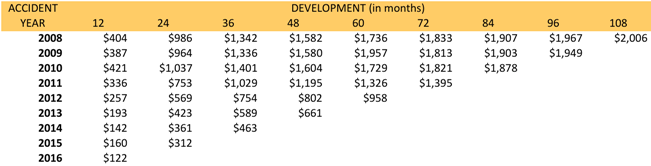 ACCIDENT DEVELOPMENT (in months)
YEAR 12 24 36 48 60 72 84 96 108
2008 $404 $986 $1,342 $1,582 $1,736 $1,833 $1,907 $1,967 $2,006
2009 $387 $964 $1,336 $1,580 $1,957 $1,813 $1,903 $1,949
2010 $421 $1,037 $1,401 $1,604 $1,729 $1,821 $1,878
2011 $336 $753 $1,029 $1,195 $1,326 $1,395
2012 $257 $569 $754 $802 $958
2013 $193 $423 $589 $661
2014 $142 $361 $463
2015 $160 $312
2016 $122